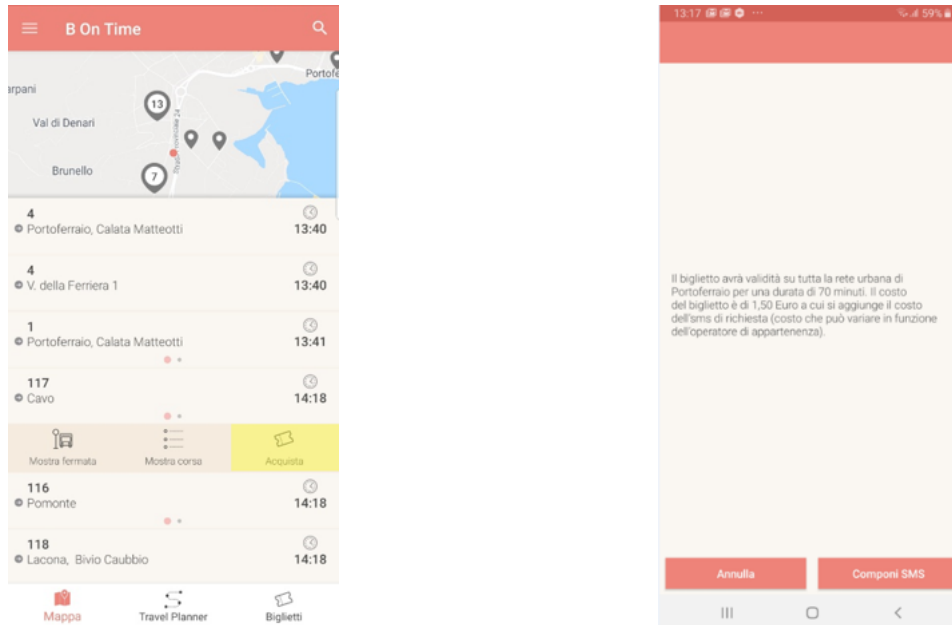 B On Time
arpani
Portofe
Val di Denari
13
Strada Provinciale 24
Brunello
7
4
Portoferraio, Calata Matteotti
13:40
4
V. della Ferriera 1
13:40
1
Portoferraio, Calata Matteotti
13:41
117
Cavo
14:18
Mostra fermata
Mostra corsa
Acquista
116
Pomonte
14:18
118
Lacona, Bivio Caubbio
14:18
Mappa
Travel Planner
Biglietti
13:17
59%
Il biglietto avrà validità su tutta la rete urbana di
Portoferraio per una durata di 70 minuti. Il costo
del biglietto è di 1,50 Euro a cui si aggiunge il costo
dell'sms di richiesta (costo che può variare in funzione
dell'operatore di appartenenza).
Annulla
Componi SMS